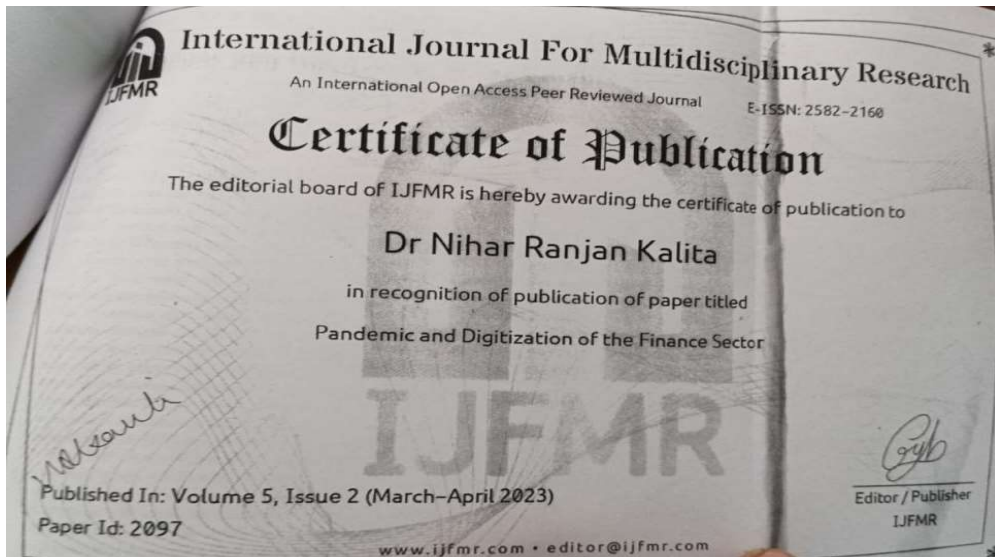 International Journal For Multidisciplinary Research
IJFMR
An International Open Access Peer Reviewed Journal
E-ISSN: 2582-2160
Certificate of Publication
The editorial board of IJFMR is hereby awarding the certificate of publication to
Dr Nihar Ranjan Kalita
in recognition of publication of paper titled
Pandemic and Digitization of the Finance Sector
IJFMR
Published In: Volume 5, Issue 2 (March-April 2023)
Paper Id: 2097
Editor / Publisher
IJFMR
www.ijfmr.com • editor@ijfmr.com